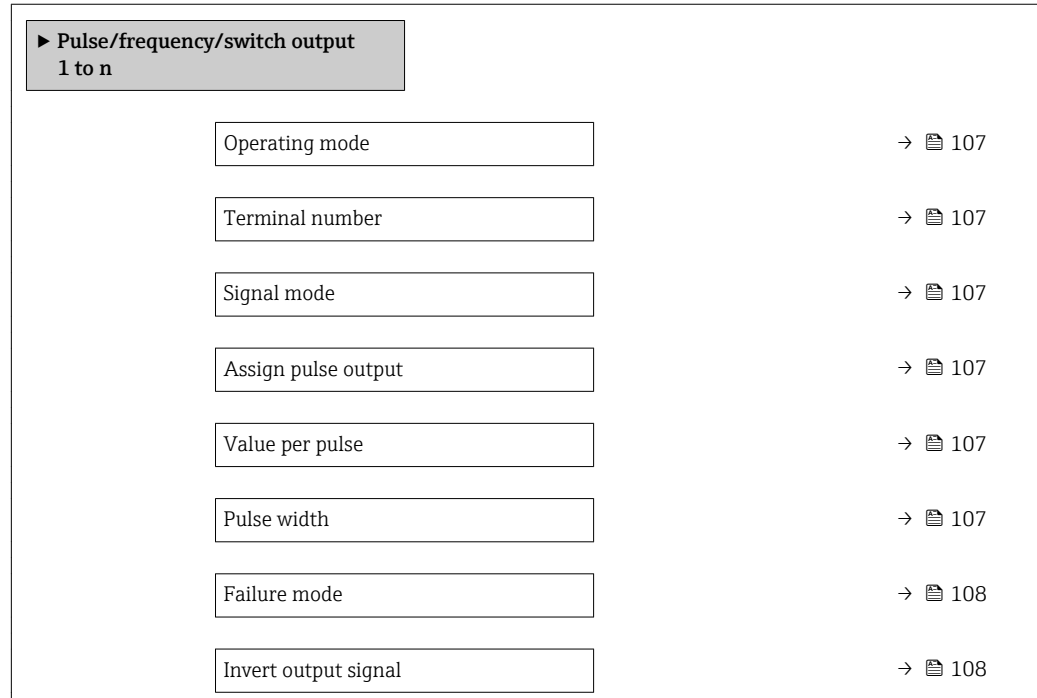 ▶ Pulse/frequency/switch output
1 to n
Operating mode → 107
Terminal number → 107
Signal mode → 107
Assign pulse output → 107
Value per pulse → 107
Pulse width → 107
Failure mode → 108
Invert output signal → 108